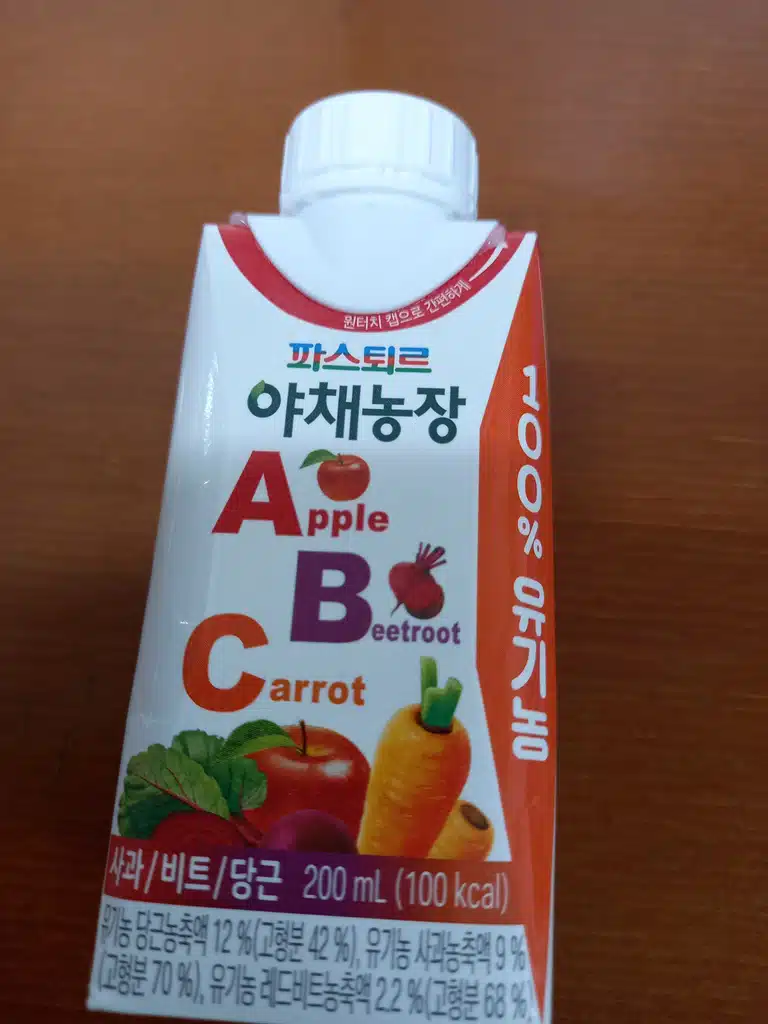 원터치 캡으로 간편하게
파스퇴르
야채농장
Apple
Beetroot
Carrot
100% 유기농
사과/비트/당근 200 mL (100 kcal)
유기농 당근농축액 12 %(고형분 42 %), 유기농 사과농축액 9 %
(고형분 70 %), 유기농 레드비트농축액 2.2 %(고형분 68 %)